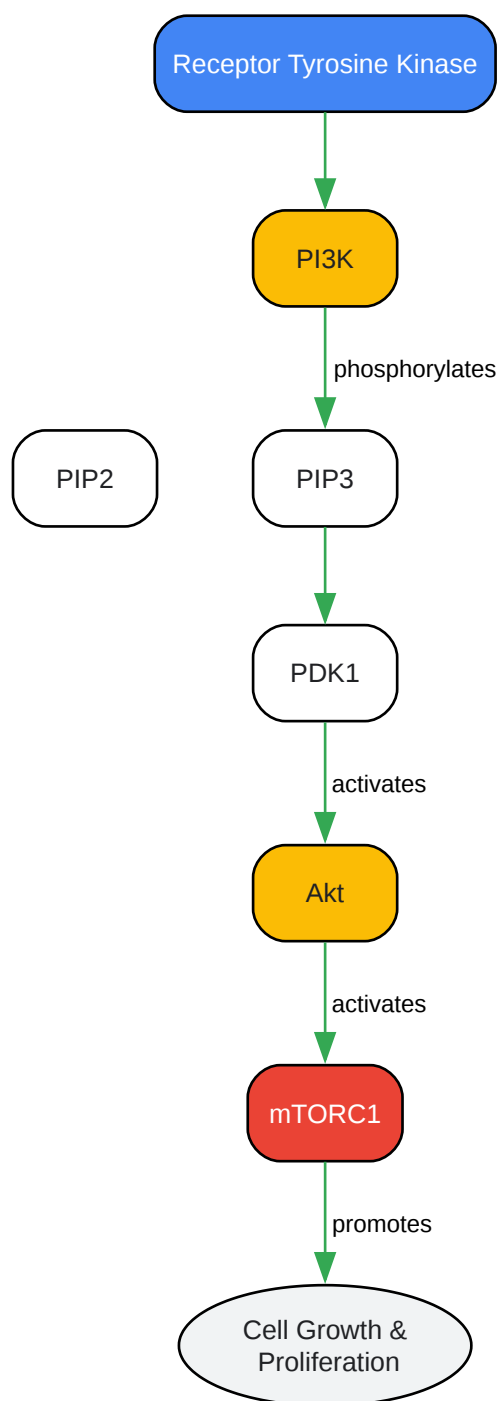 Receptor Tyrosine Kinase
PI3K
phosphorylates
PIP2
PIP3
PDK1
activates
Akt
activates
mTORC1
promotes
Cell Growth &
Proliferation